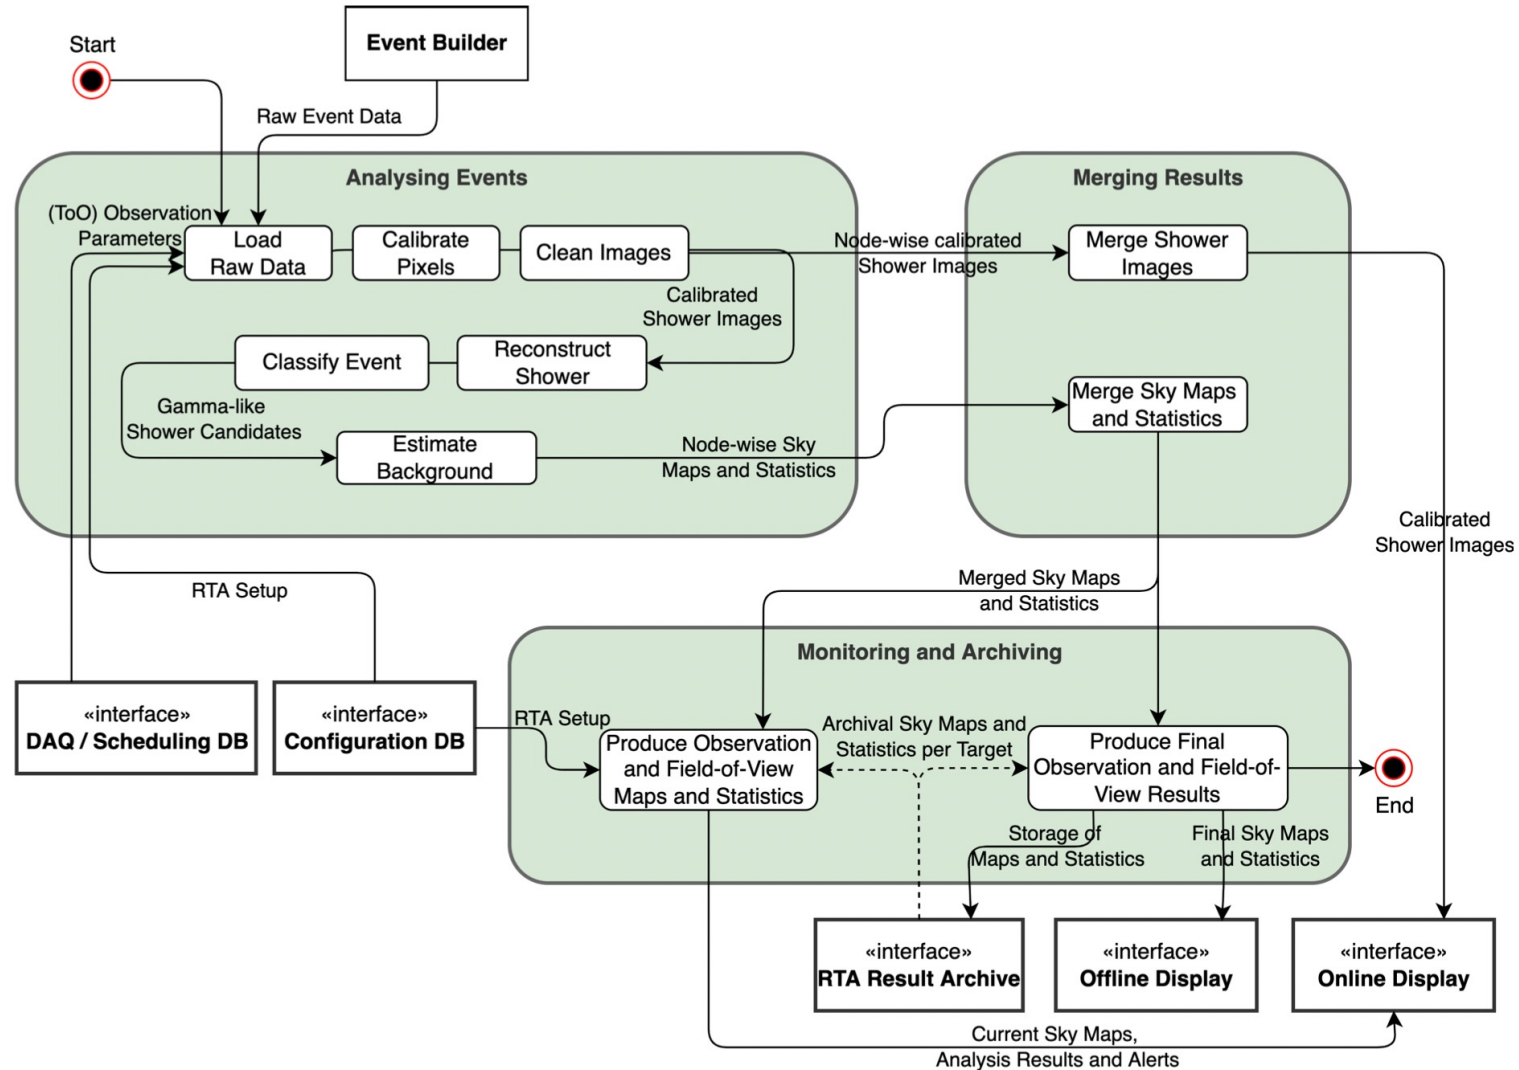 Start
Event Builder
Raw Event Data
Analysing Events
Merging Results
(ToO) Observation
Parameters
Load
Raw Data
Calibrate
Pixels
Clean Images
Node-wise calibrated
Shower Images
Merge Shower
Images
Calibrated
Shower Images
Classify Event
Reconstruct
Shower
Gamma-like
Shower Candidates
Estimate
Background
Node-wise Sky
Maps and Statistics
Merge Sky Maps
and Statistics
Calibrated
Shower Images
RTA Setup
Merged Sky Maps
and Statistics
Monitoring and Archiving
«interface»
DAQ / Scheduling DB
«interface»
Configuration DB
RTA Setup
Produce Observation
and Field-of-View
Maps and Statistics
Archival Sky Maps and
Statistics per Target
Produce Final
Observation and Field-of-
View Results
End
Storage of
Maps and Statistics
Final Sky Maps
and Statistics
«interface»
RTA Result Archive
«interface»
Offline Display
«interface»
Online Display
Current Sky Maps,
Analysis Results and Alerts